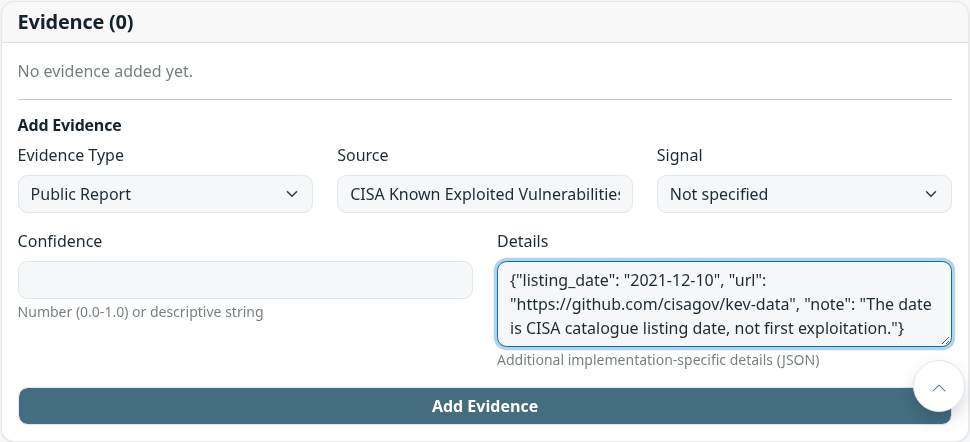 Evidence (0)
No evidence added yet.
Add Evidence
Evidence Type
Source
Signal
Public Report
CISA Known Exploited Vulnerabilities
Not specified
Confidence
Details
{"listing_date": "2021-12-10", "url":
"https://github.com/cisagov/kev-data", "note": "The date
is CISA catalogue listing date, not first exploitation."}
Number (0.0-1.0) or descriptive string
Additional implementation-specific details (JSON)
Add Evidence